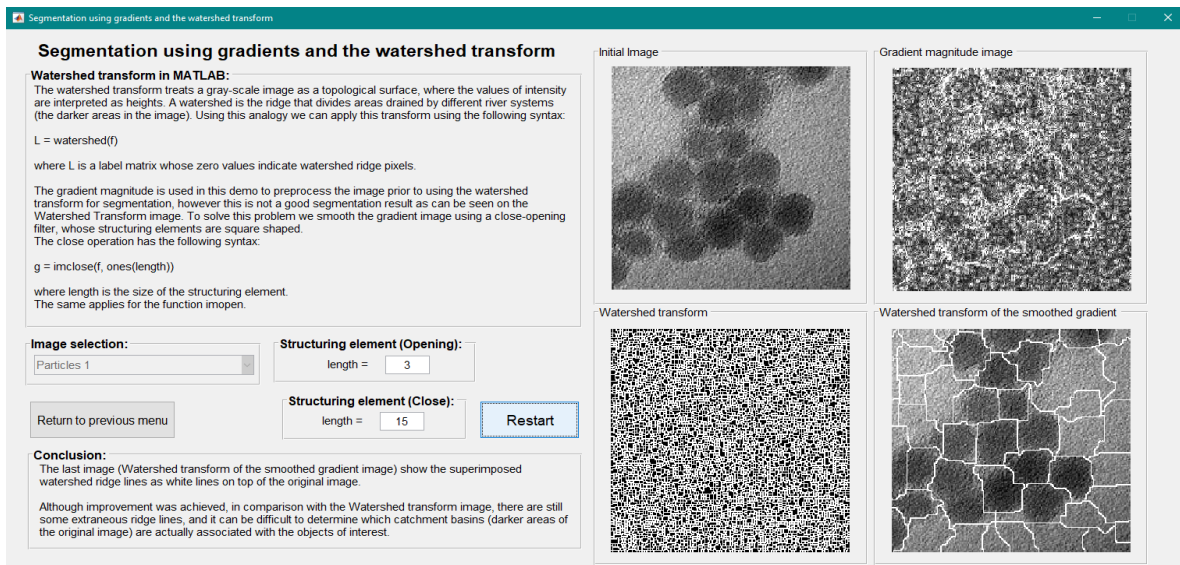 Segmentation using gradients and the watershed transform
Segmentation using gradients and the watershed transform
Watershed transform in MATLAB:
The watershed transform treats a gray-scale image as a topological surface, where the values of intensity
are interpreted as heights. A watershed is the ridge that divides areas drained by different river systems
(the darker areas in the image). Using this analogy we can apply this transform using the following syntax:
L = watershed(f)
where L is a label matrix whose zero values indicate watershed ridge pixels.
The gradient magnitude is used in this demo to preprocess the image prior to using the watershed
transform for segmentation, however this is not a good segmentation result as can be seen on the
Watershed Transform image. To solve this problem we smooth the gradient image using a close-opening
filter, whose structuring elements are square shaped.
The close operation has the following syntax:
g = imclose(f, ones(length))
where length is the size of the structuring element.
The same applies for the function imopen.
Image selection:
Particles 1
Structuring element (Opening):
length = 3
Return to previous menu
Structuring element (Close):
length = 15
Restart
Conclusion:
The last image (Watershed transform of the smoothed gradient image) show the superimposed
watershed ridge lines as white lines on top of the original image.
Although improvement was achieved, in comparison with the Watershed transform image, there are still
some extraneous ridge lines, and it can be difficult to determine which catchment basins (darker areas of
the original image) are actually associated with the objects of interest.
Initial Image
Gradient magnitude image
Watershed transform
Watershed transform of the smoothed gradient